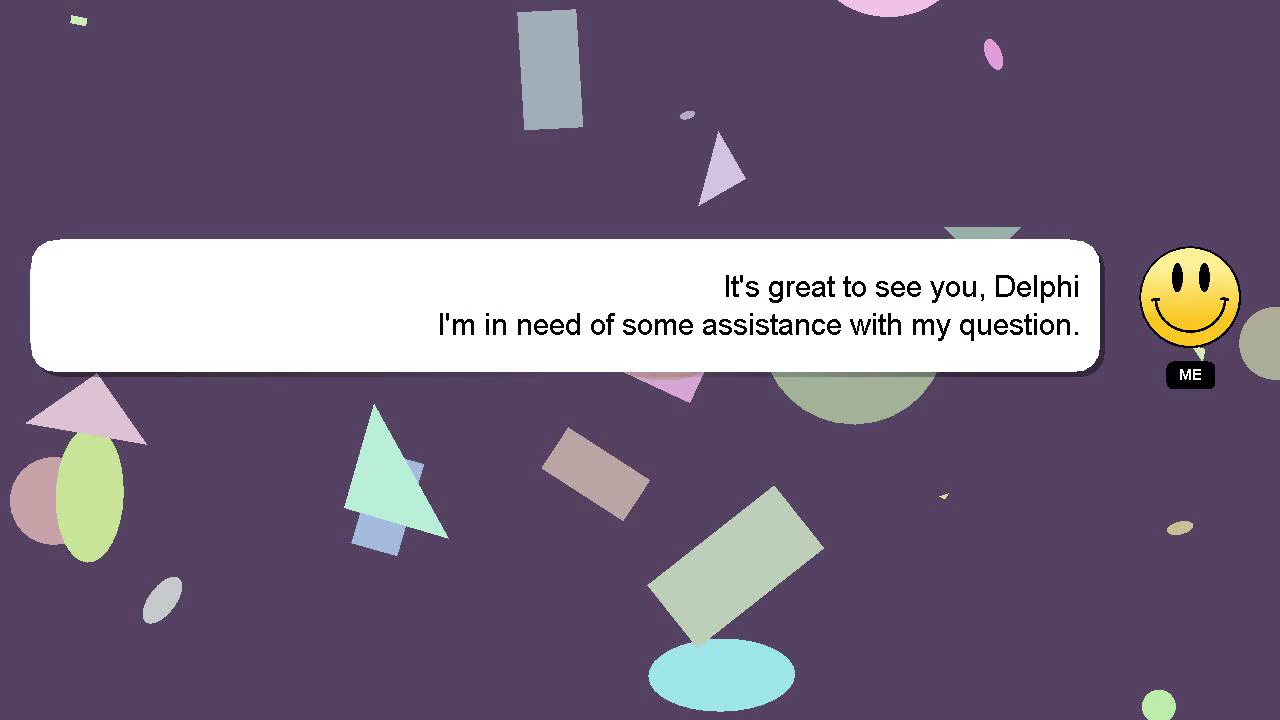 It's great to see you, Delphi
I'm in need of some assistance with my question.
ME